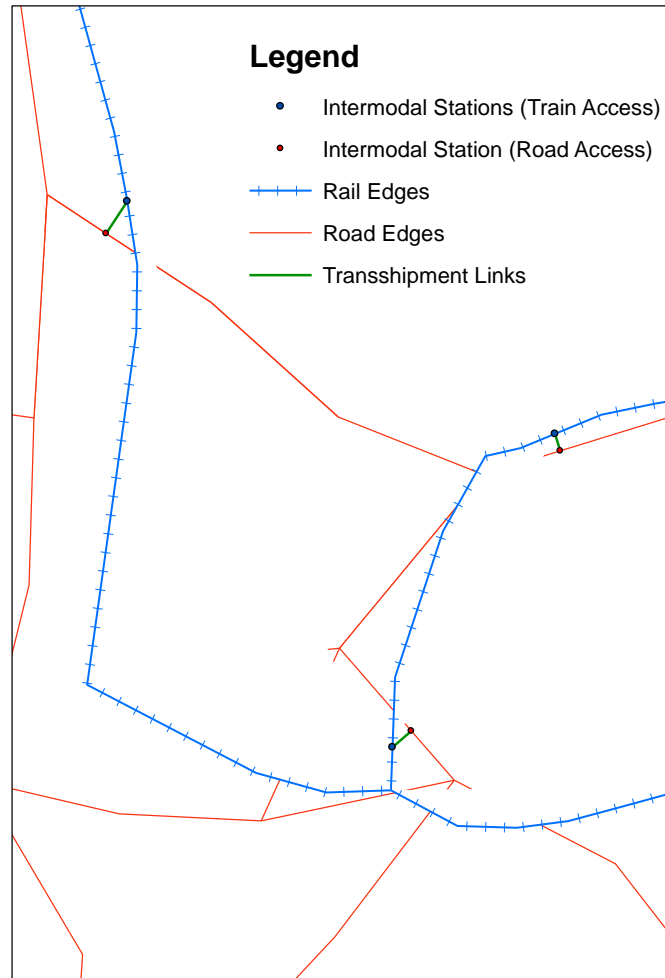 Legend
Intermodal Stations (Train Access)
Intermodal Station (Road Access)
Rail Edges
Road Edges
Transshipment Links